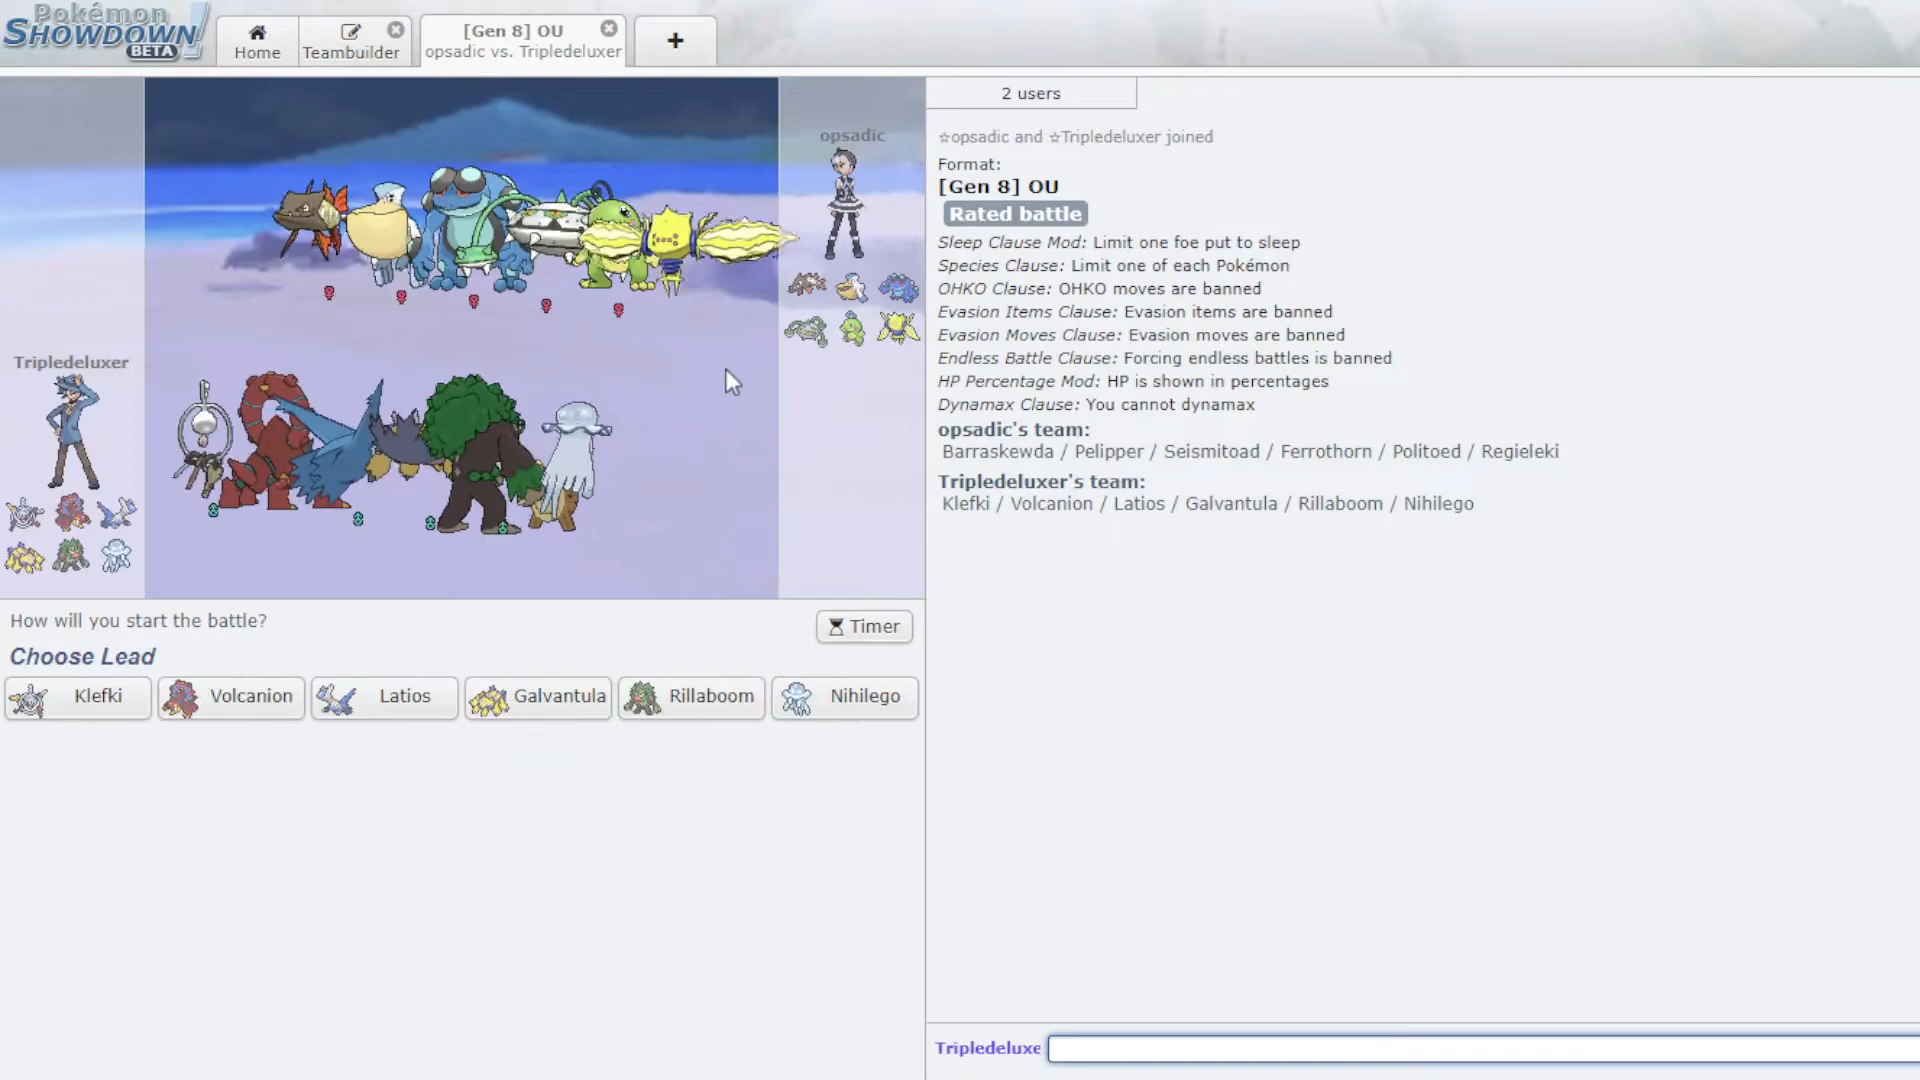 Pokémon
SHOWDOWN
BETA
Home
Teambuilder
[Gen 8] OU
opsadic vs. Tripledeluxer
+
opsadic
Tripledeluxer
How will you start the battle?
Timer
Choose Lead
Klefki
Volcanion
Latios
Galvantula
Rillaboom
Nihilego
2 users
☆opsadic and ☆Tripledeluxer joined
Format:
[Gen 8] OU
Rated battle
Sleep Clause Mod: Limit one foe put to sleep
Species Clause: Limit one of each Pokémon
OHKO Clause: OHKO moves are banned
Evasion Items Clause: Evasion items are banned
Evasion Moves Clause: Evasion moves are banned
Endless Battle Clause: Forcing endless battles is banned
HP Percentage Mod: HP is shown in percentages
Dynamax Clause: You cannot dynamax
opsadic's team:
Barraskewda / Pelipper / Seismitoad / Ferrothorn / Politoed / Regieleki
Tripledeluxer's team:
Klefki / Volcanion / Latios / Galvantula / Rillaboom / Nihilego
Tripledeluxe